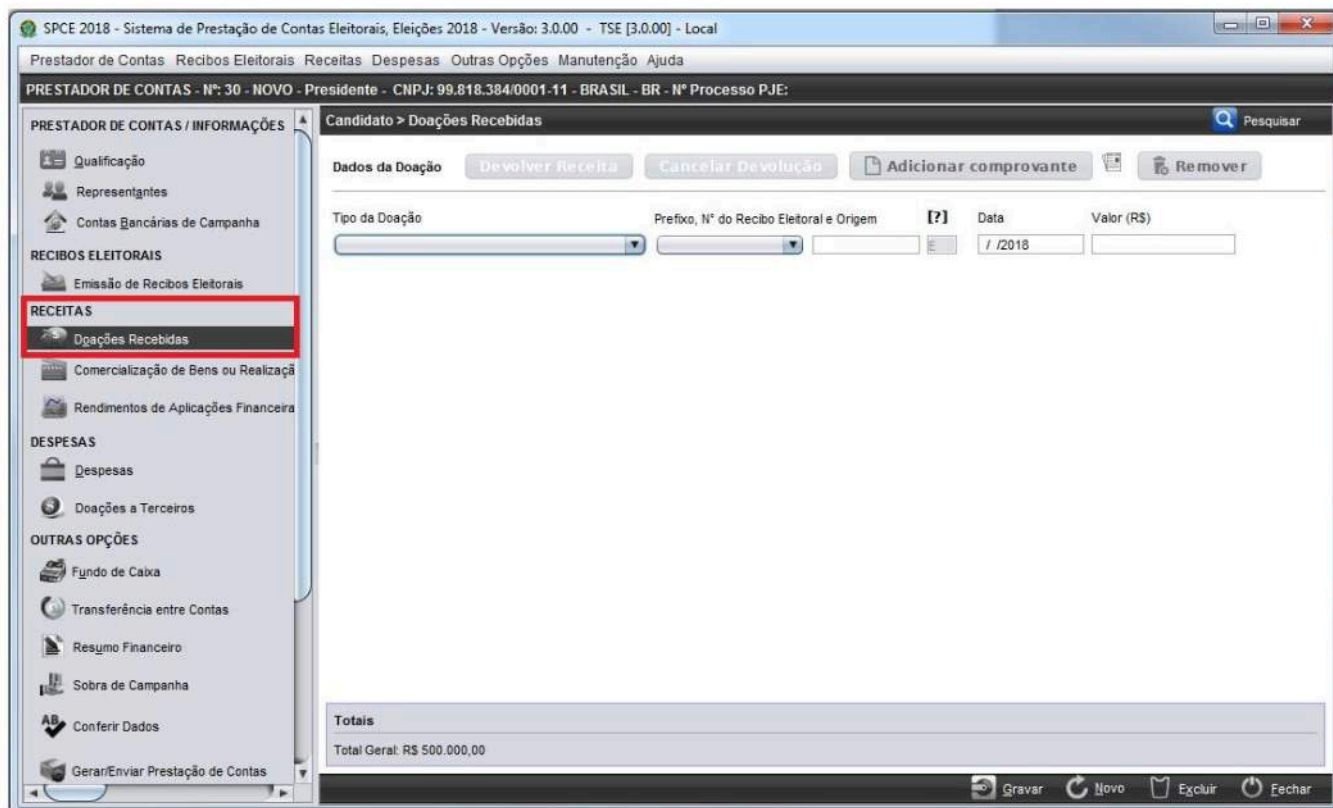 SPCE 2018 - Sistema de Prestação de Contas Eleitorais, Eleições 2018 - Versão: 3.0.00 - TSE [3.0.00] - Local
Prestador de Contas Recibos Eleitorais Receitas Despesas Outras Opções Manutenção Ajuda
PRESTADOR DE CONTAS - Nº: 30 - NOVO - Presidente - CNPJ: 99.818.384/0001-11 - BRASIL - BR - Nº Processo PJE:
PRESTADOR DE CONTAS / INFORMAÇÕES
Qualificação
Representantes
Contas Bancárias de Campanha
RECIBOS ELEITORAIS
Emissão de Recibos Eleitorais
RECEITAS
Doações Recebidas
Comercialização de Bens ou Realizaçã
Rendimentos de Aplicações Financeira
DESPESAS
Despesas
Doações a Terceiros
OUTRAS OPÇÕES
Fundo de Caixa
Transferência entre Contas
Resumo Financeiro
Sobra de Campanha
Conferir Dados
Gerar/Enviar Prestação de Contas
Candidato > Doações Recebidas Pesquisar
Dados da Doação Devolver Receita Cancelar Devolução Adicionar comprovante Remover
Tipo da Doação Prefixo, N° do Recibo Eleitoral e Origem [?] Data Valor (R$)
E / /2018
Totais
Total Geral: R$ 500.000,00
Gravar Novo Excluir Fechar